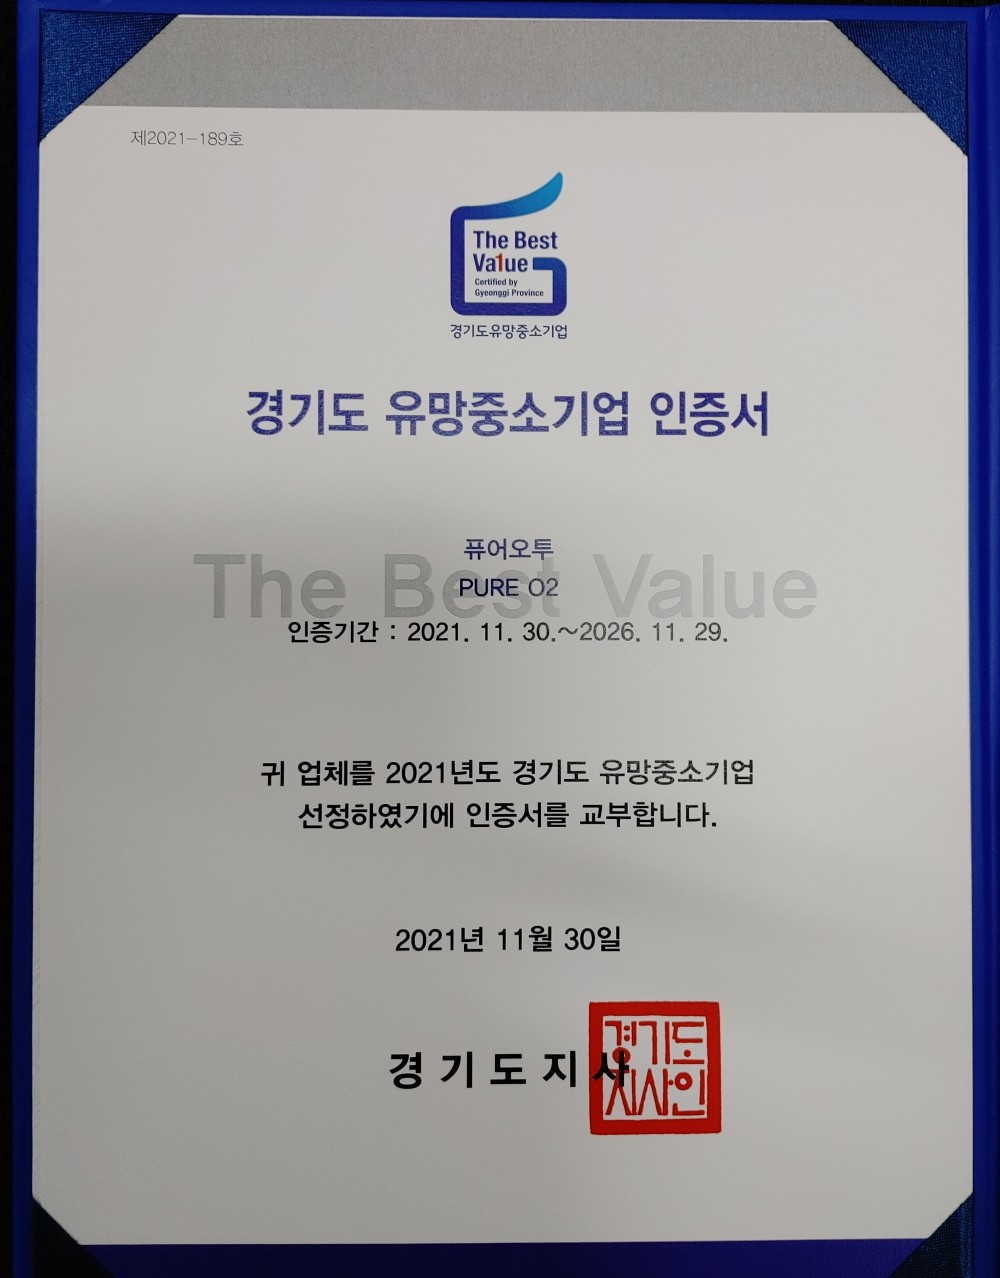 제2021-189호
The Best
Va1ue
Certified by
Gyeonggi Province
경기도유망중소기업
경기도 유망중소기업 인증서
퓨어오투
The Best Value
PURE O2
인증기간 : 2021. 11. 30.~2026. 11. 29.
귀 업체를 2021년도 경기도 유망중소기업
선정하였기에 인증서를 교부합니다.
2021년 11월 30일
경기도지사
경기도
지사인